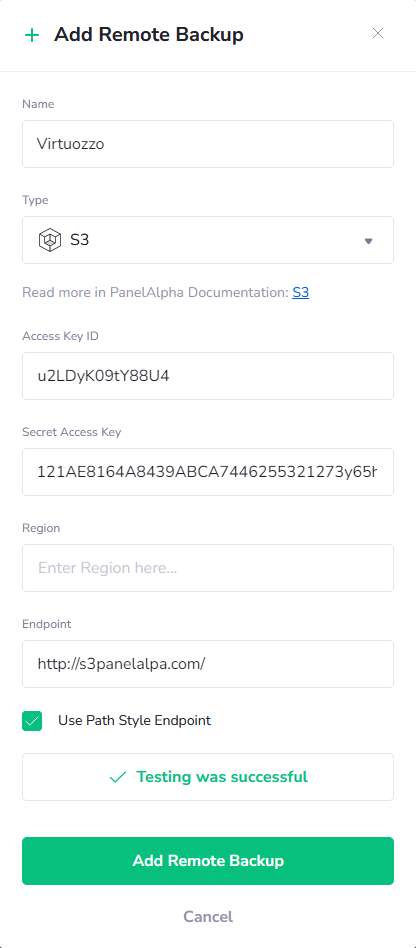 Add Remote Backup
Name
Virtuozzo
Type
S3
Read more in PanelAlpha Documentation: S3
Access Key ID
u2LDyK09tY88U4
Secret Access Key
121AE8164A8439ABCA7446255321273y65h
Region
Enter Region here...
Endpoint
http://s3panelalpa.com/
Use Path Style Endpoint
Testing was successful
Add Remote Backup
Cancel